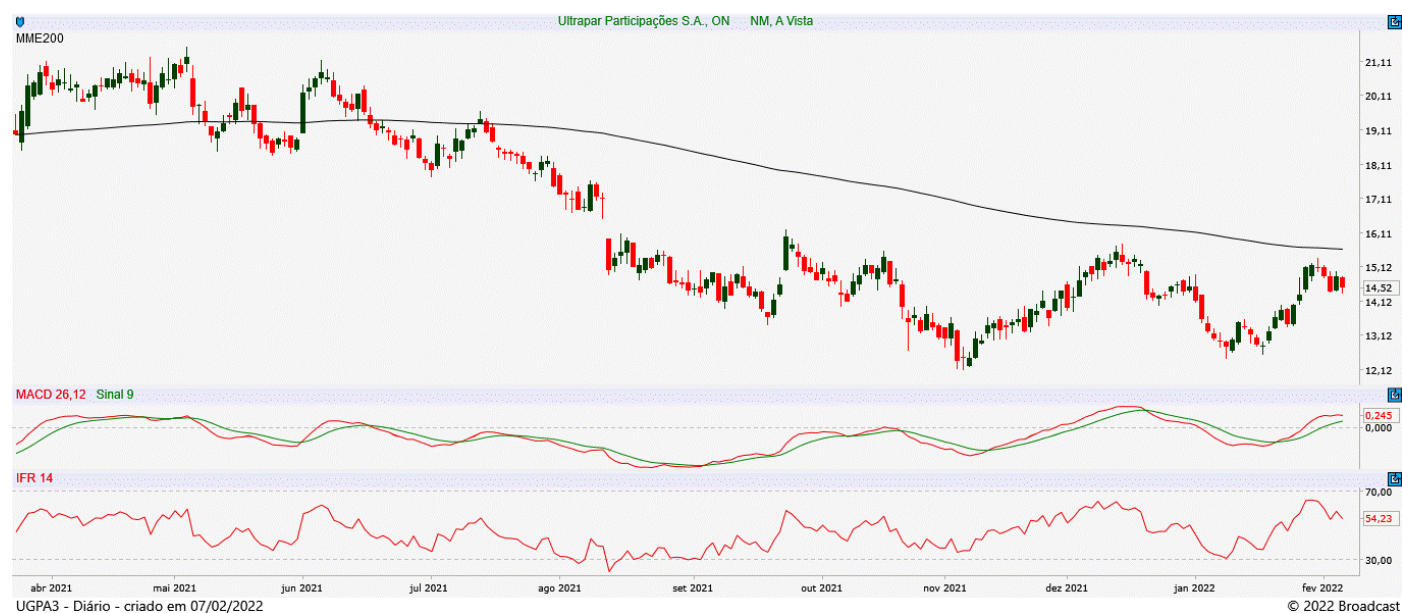 Ultrapar Participações S.A., ON NM, A Vista
MME200
21,11
20,11
19,11
18,11
17,11
16,11
15,12
14,52
14,12
13,12
12,12
MACD 26,12 Sinal 9
0,245
0,000
IFR 14
70,00
54,23
30,00
abr 2021 mai 2021 jun 2021 jul 2021 ago 2021 set 2021 out 2021 nov 2021 dez 2021 jan 2022 fev 2022
UGPA3 - Diário - criado em 07/02/2022 © 2022 Broadcast